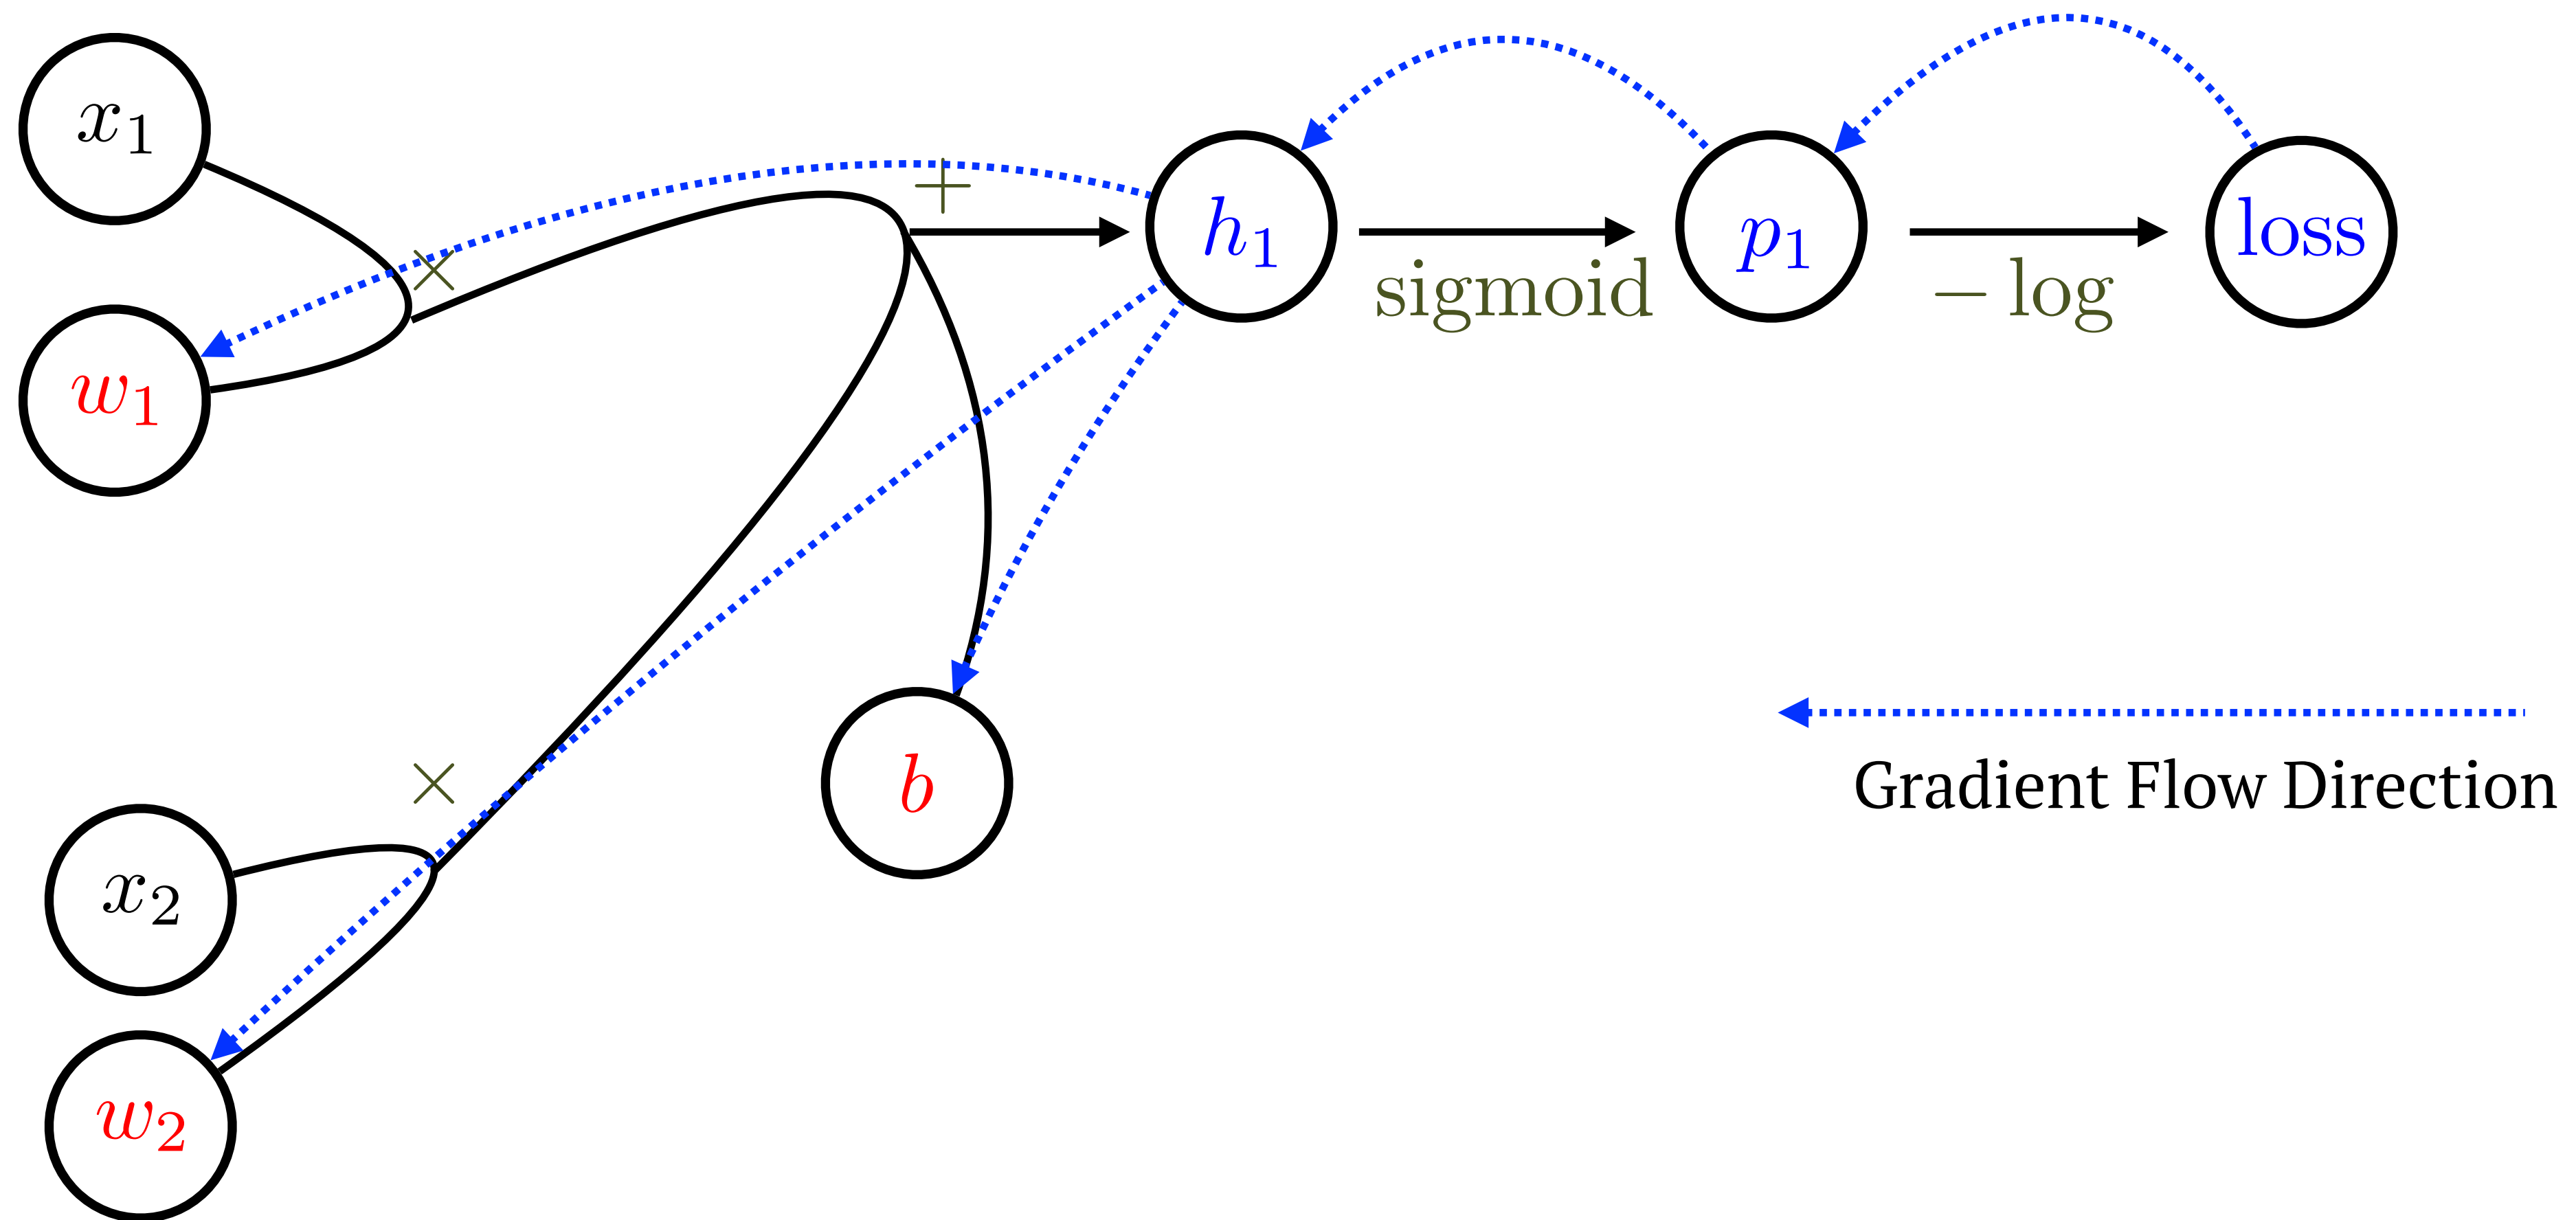 x₁
+
h₁
p₁
loss
×
sigmoid
− log
w₁
×
b
Gradient Flow Direction
x₂
w₂